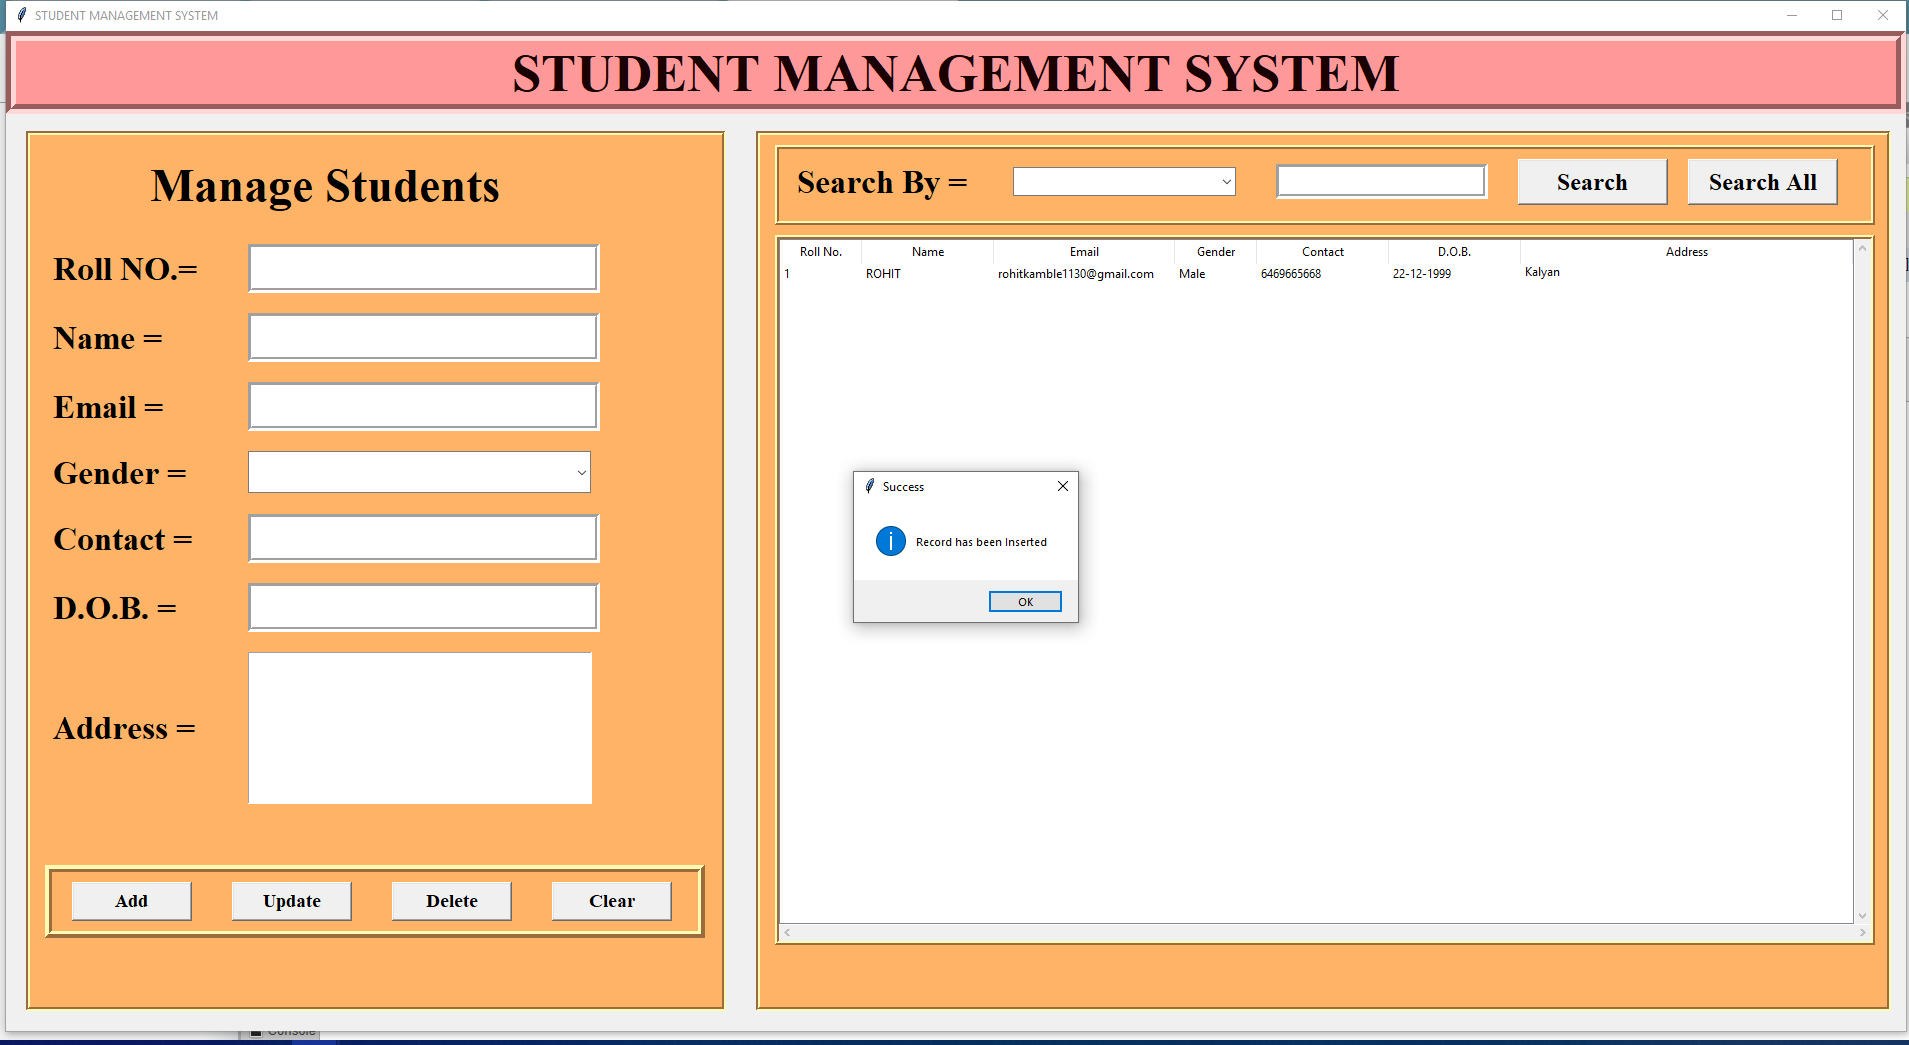 STUDENT MANAGEMENT SYSTEM
STUDENT MANAGEMENT SYSTEM
Manage Students
Roll NO.=
Name =
Email =
Gender =
Contact =
D.O.B. =
Address =
Add Update Delete Clear
Search By = Search Search All
Roll No. Name Email Gender Contact D.O.B. Address
1 ROHIT rohitkamble1130@gmail.com Male 6469665668 22-12-1999 Kalyan
Success
Record has been Inserted
OK
Console